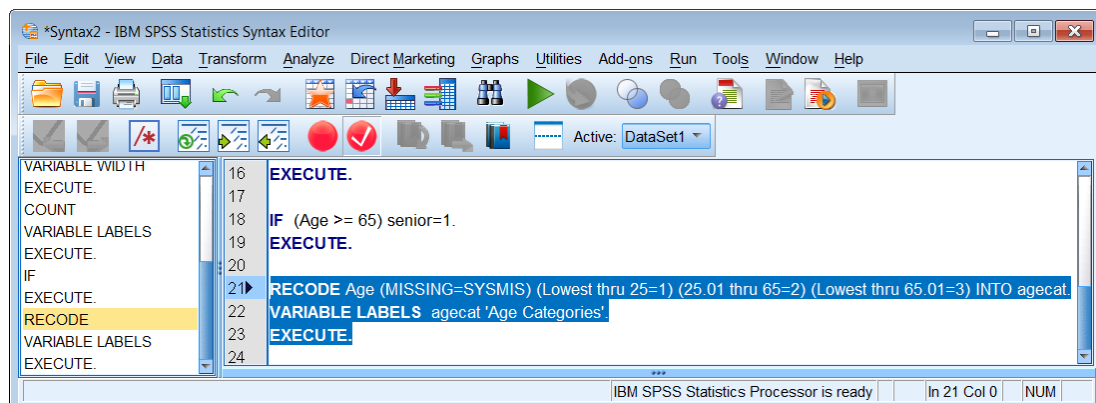 *Syntax2 - IBM SPSS Statistics Syntax Editor
File Edit View Data Transform Analyze Direct Marketing Graphs Utilities Add-ons Run Tools Window Help
/*
Active: DataSet1
VARIABLE WIDTH
EXECUTE.
COUNT
VARIABLE LABELS
EXECUTE.
IF
EXECUTE.
RECODE
VARIABLE LABELS
EXECUTE.
16 EXECUTE.
17
18 IF (Age >= 65) senior=1.
19 EXECUTE.
20
21 RECODE Age (MISSING=SYSMIS) (Lowest thru 25=1) (25.01 thru 65=2) (Lowest thru 65.01=3) INTO agecat.
22 VARIABLE LABELS agecat 'Age Categories'.
23 EXECUTE.
24
IBM SPSS Statistics Processor is ready In 21 Col 0 NUM